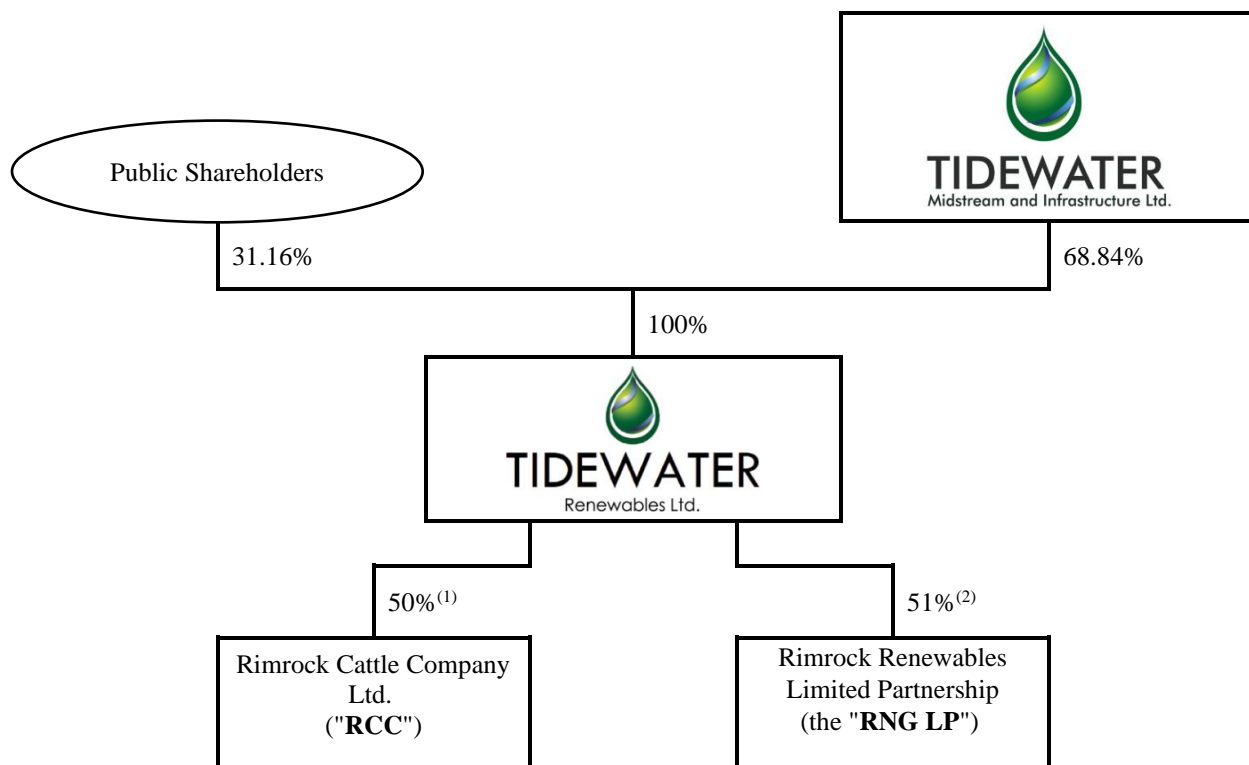 Public Shareholders
TIDEWATER
Midstream and Infrastructure Ltd.
31.16%
68.84%
100%
TIDEWATER
Renewables Ltd.
50%(1)
51%(2)
Rimrock Cattle Company
Ltd.
("RCC")
Rimrock Renewables
Limited Partnership
(the "RNG LP")